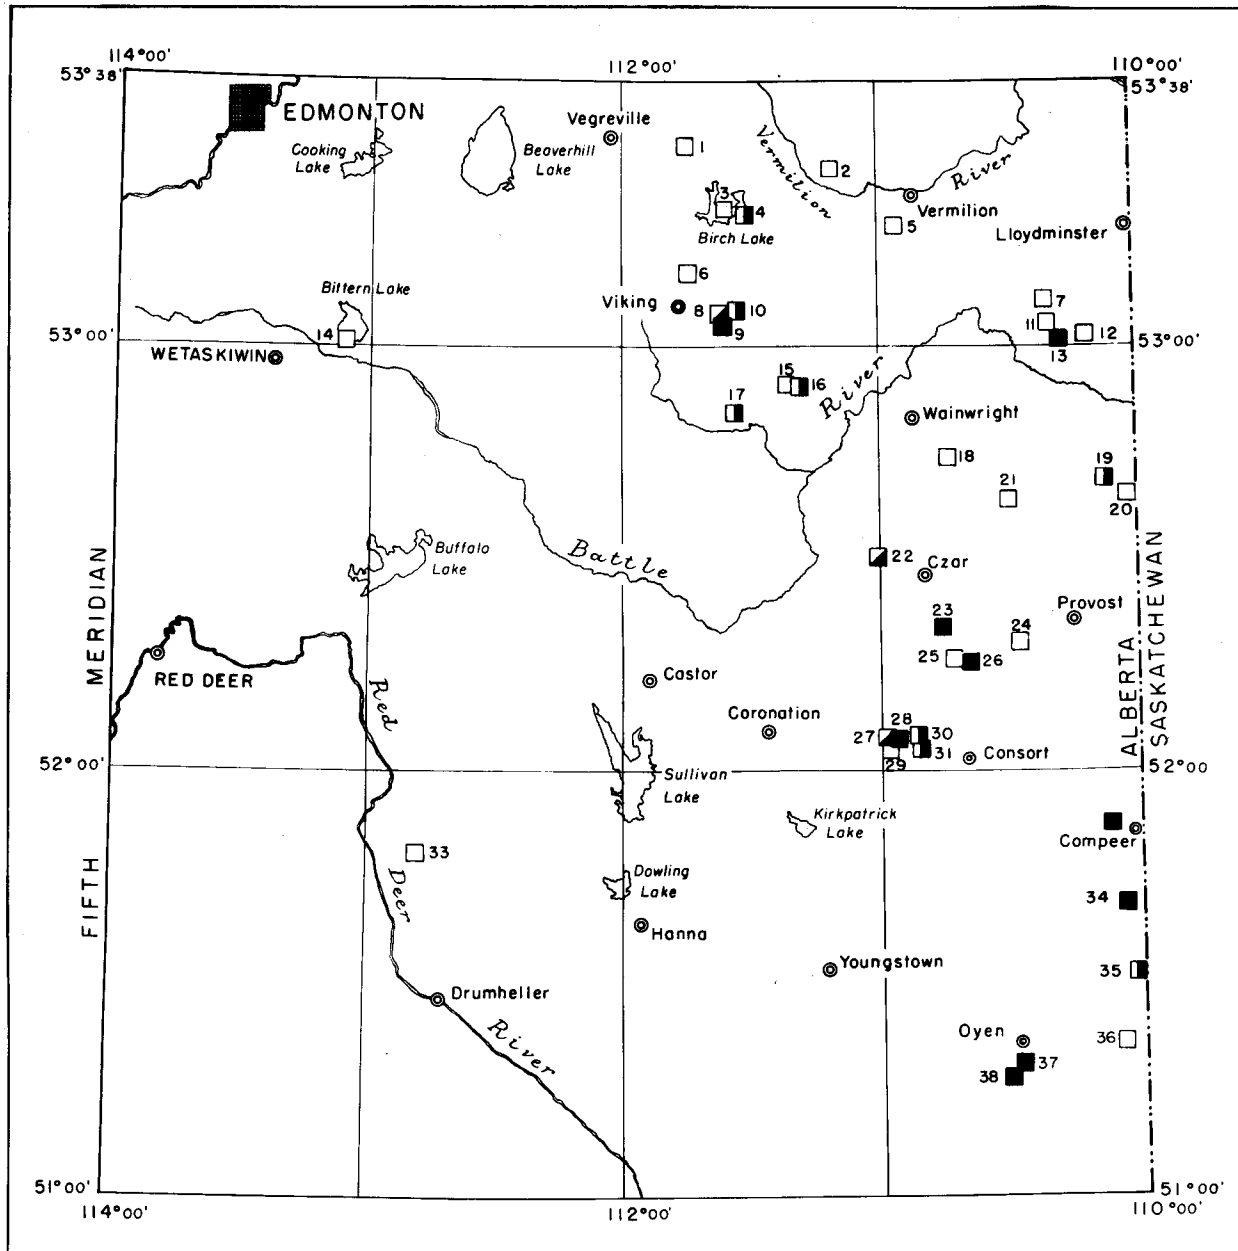 114°00'
112°00'
110°00'
53°38'
53°38'
EDMONTON
Vegreville
1
Cooking
Lake
Beaverhill
Lake
Vermilion
River
2
3
4
Birch Lake
5
Vermilion
Lloydminster
6
Bittern Lake
Viking
8
10
9
7
11
12
13
14
53°00'
53°00'
WETASKIWIN
15
16
River
17
Wainwright
18
19
20
21
Battle
22
Czar
Buffalo
Lake
23
Provost
24
25
26
MERIDIAN
ALBERTA
SASKATCHEWAN
RED DEER
Red
Castor
Coronation
27
28
30
31
29
Consort
52°00'
52°00'
Sullivan
Lake
Kirkpatrick
Lake
Compeer
33
Deer
Dowling
Lake
34
FIFTH
Hanna
Youngstown
35
Drumheller
River
Oyen
36
37
38
51°00'
51°00'
114°00'
112°00'
110°00'